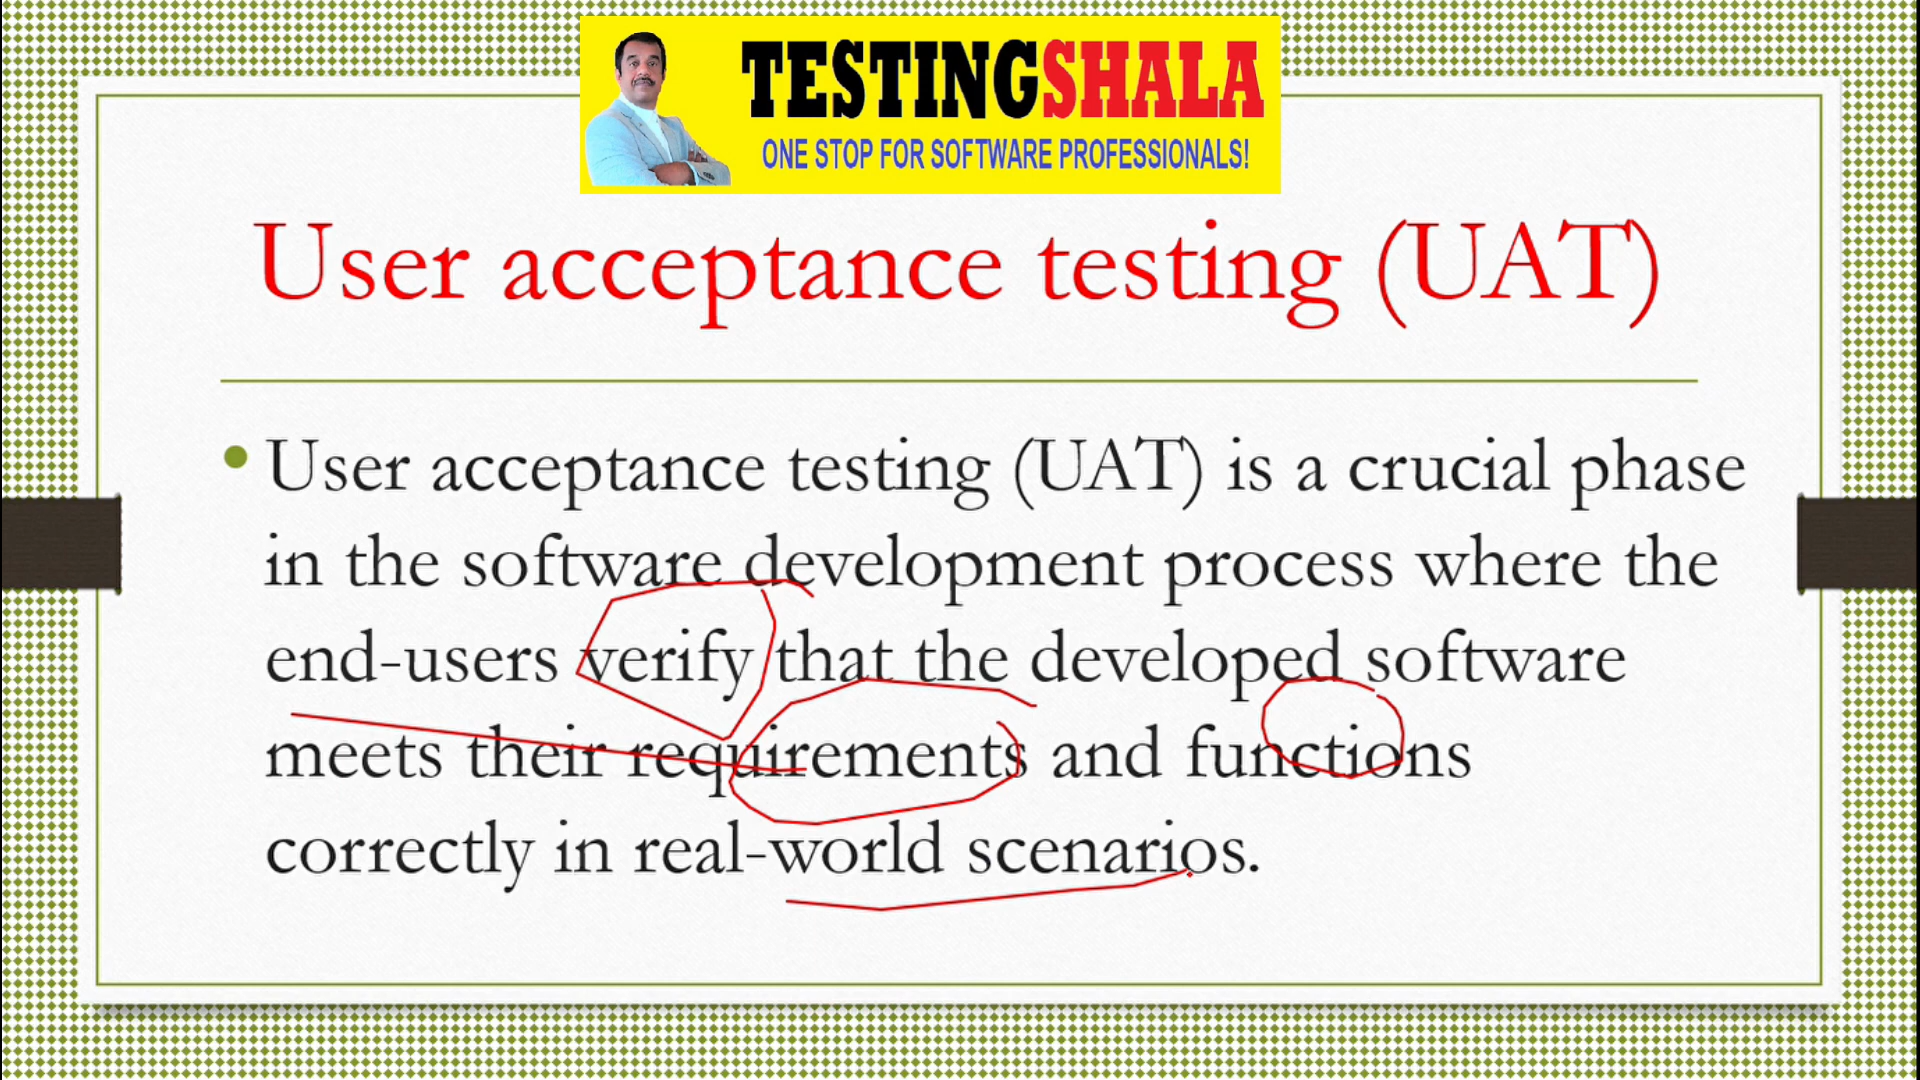 TESTINGSHALA
ONE STOP FOR SOFTWARE PROFESSIONALS!
User acceptance testing (UAT)
• User acceptance testing (UAT) is a crucial phase
in the software development process where the
end-users verify that the developed software
meets their requirements and functions
correctly in real-world scenarios.